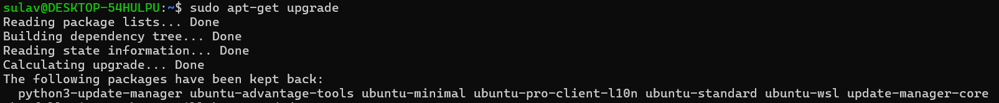 sulav@DESKTOP-54HULPU:~$ sudo apt-get upgrade
Reading package lists... Done
Building dependency tree... Done
Reading state information... Done
Calculating upgrade... Done
The following packages have been kept back:
  python3-update-manager ubuntu-advantage-tools ubuntu-minimal ubuntu-pro-client-l10n ubuntu-standard ubuntu-wsl update-manager-core